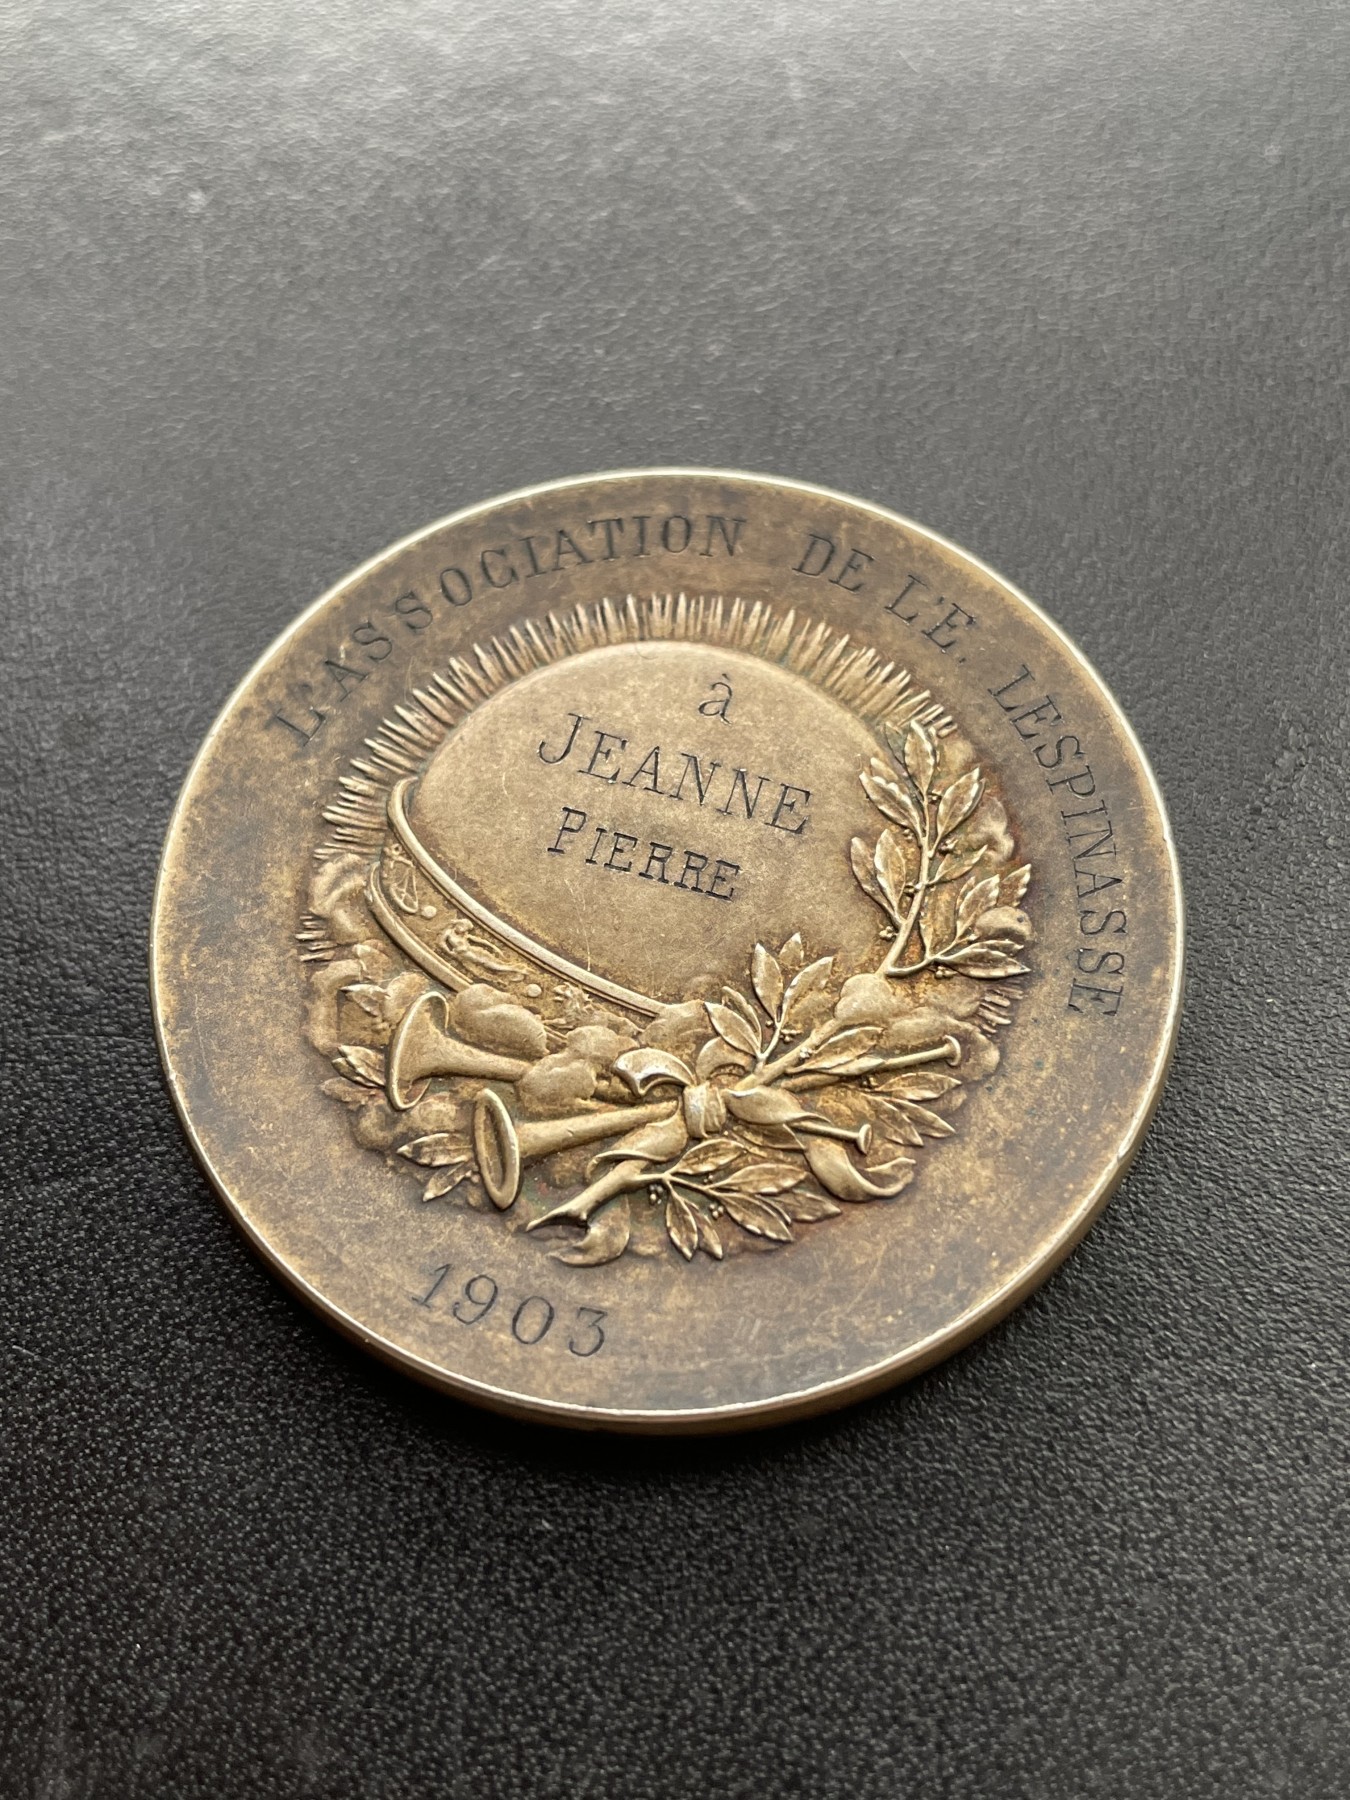 L'ASSOCIATION DE L'E. LESPINASSE
à
JEANNE
PIERRE
1903